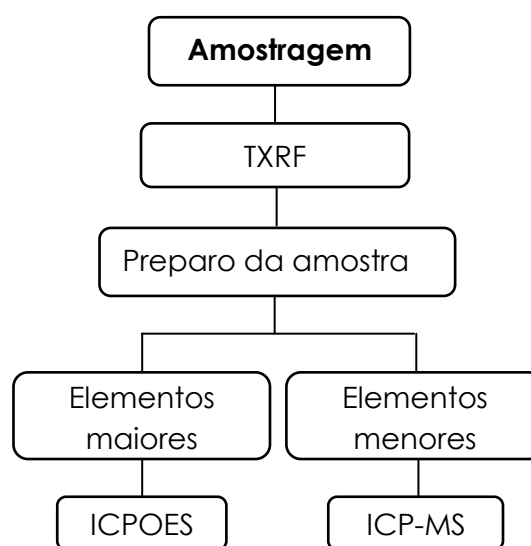 Amostragem
TXRF
Preparo da amostra
Elementos
maiores
Elementos
menores
ICPOES
ICP-MS